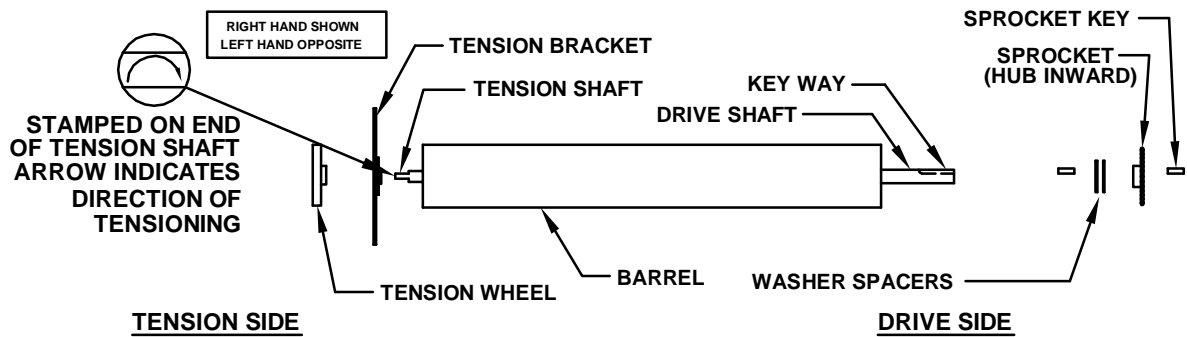 RIGHT HAND SHOWN
LEFT HAND OPPOSITE
TENSION BRACKET
TENSION SHAFT
KEY WAY
DRIVE SHAFT
SPROCKET KEY
SPROCKET
(HUB INWARD)
STAMPED ON END
OF TENSION SHAFT
ARROW INDICATES
DIRECTION OF
TENSIONING
TENSION WHEEL
BARREL
WASHER SPACERS
TENSION SIDE
DRIVE SIDE